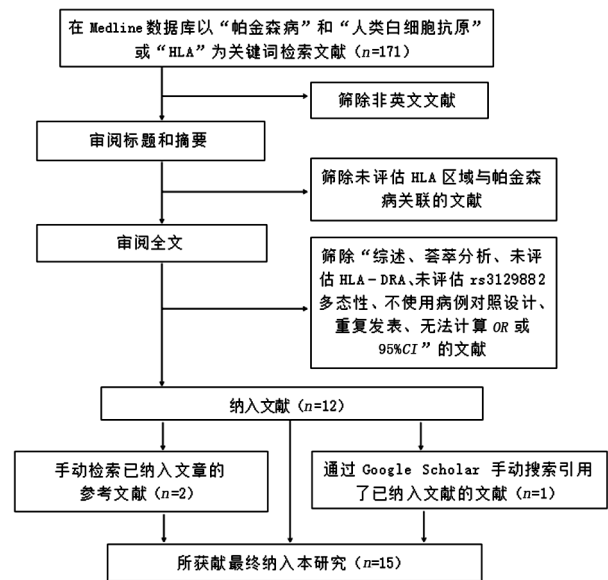 在 Medline 数据库以“帕金森病”和“人类白细胞抗原”
或“HLA”为关键词检索文献(n=171)
筛除非英文文献
审阅标题和摘要
筛除未评估 HLA 区域与帕金森
病关联的文献
审阅全文
筛除“综述、荟萃分析、未评
估 HLA-DRA、未评估 rs3129882
多态性、不使用病例对照设计、
重复发表、无法计算 OR 或
95%CI”的文献
纳入文献(n=12)
手动检索已纳入文章的
参考文献(n=2)
通过 Google Scholar 手动搜索引用
了已纳入文献的文献(n=1)
所获献最终纳入本研究(n=15)